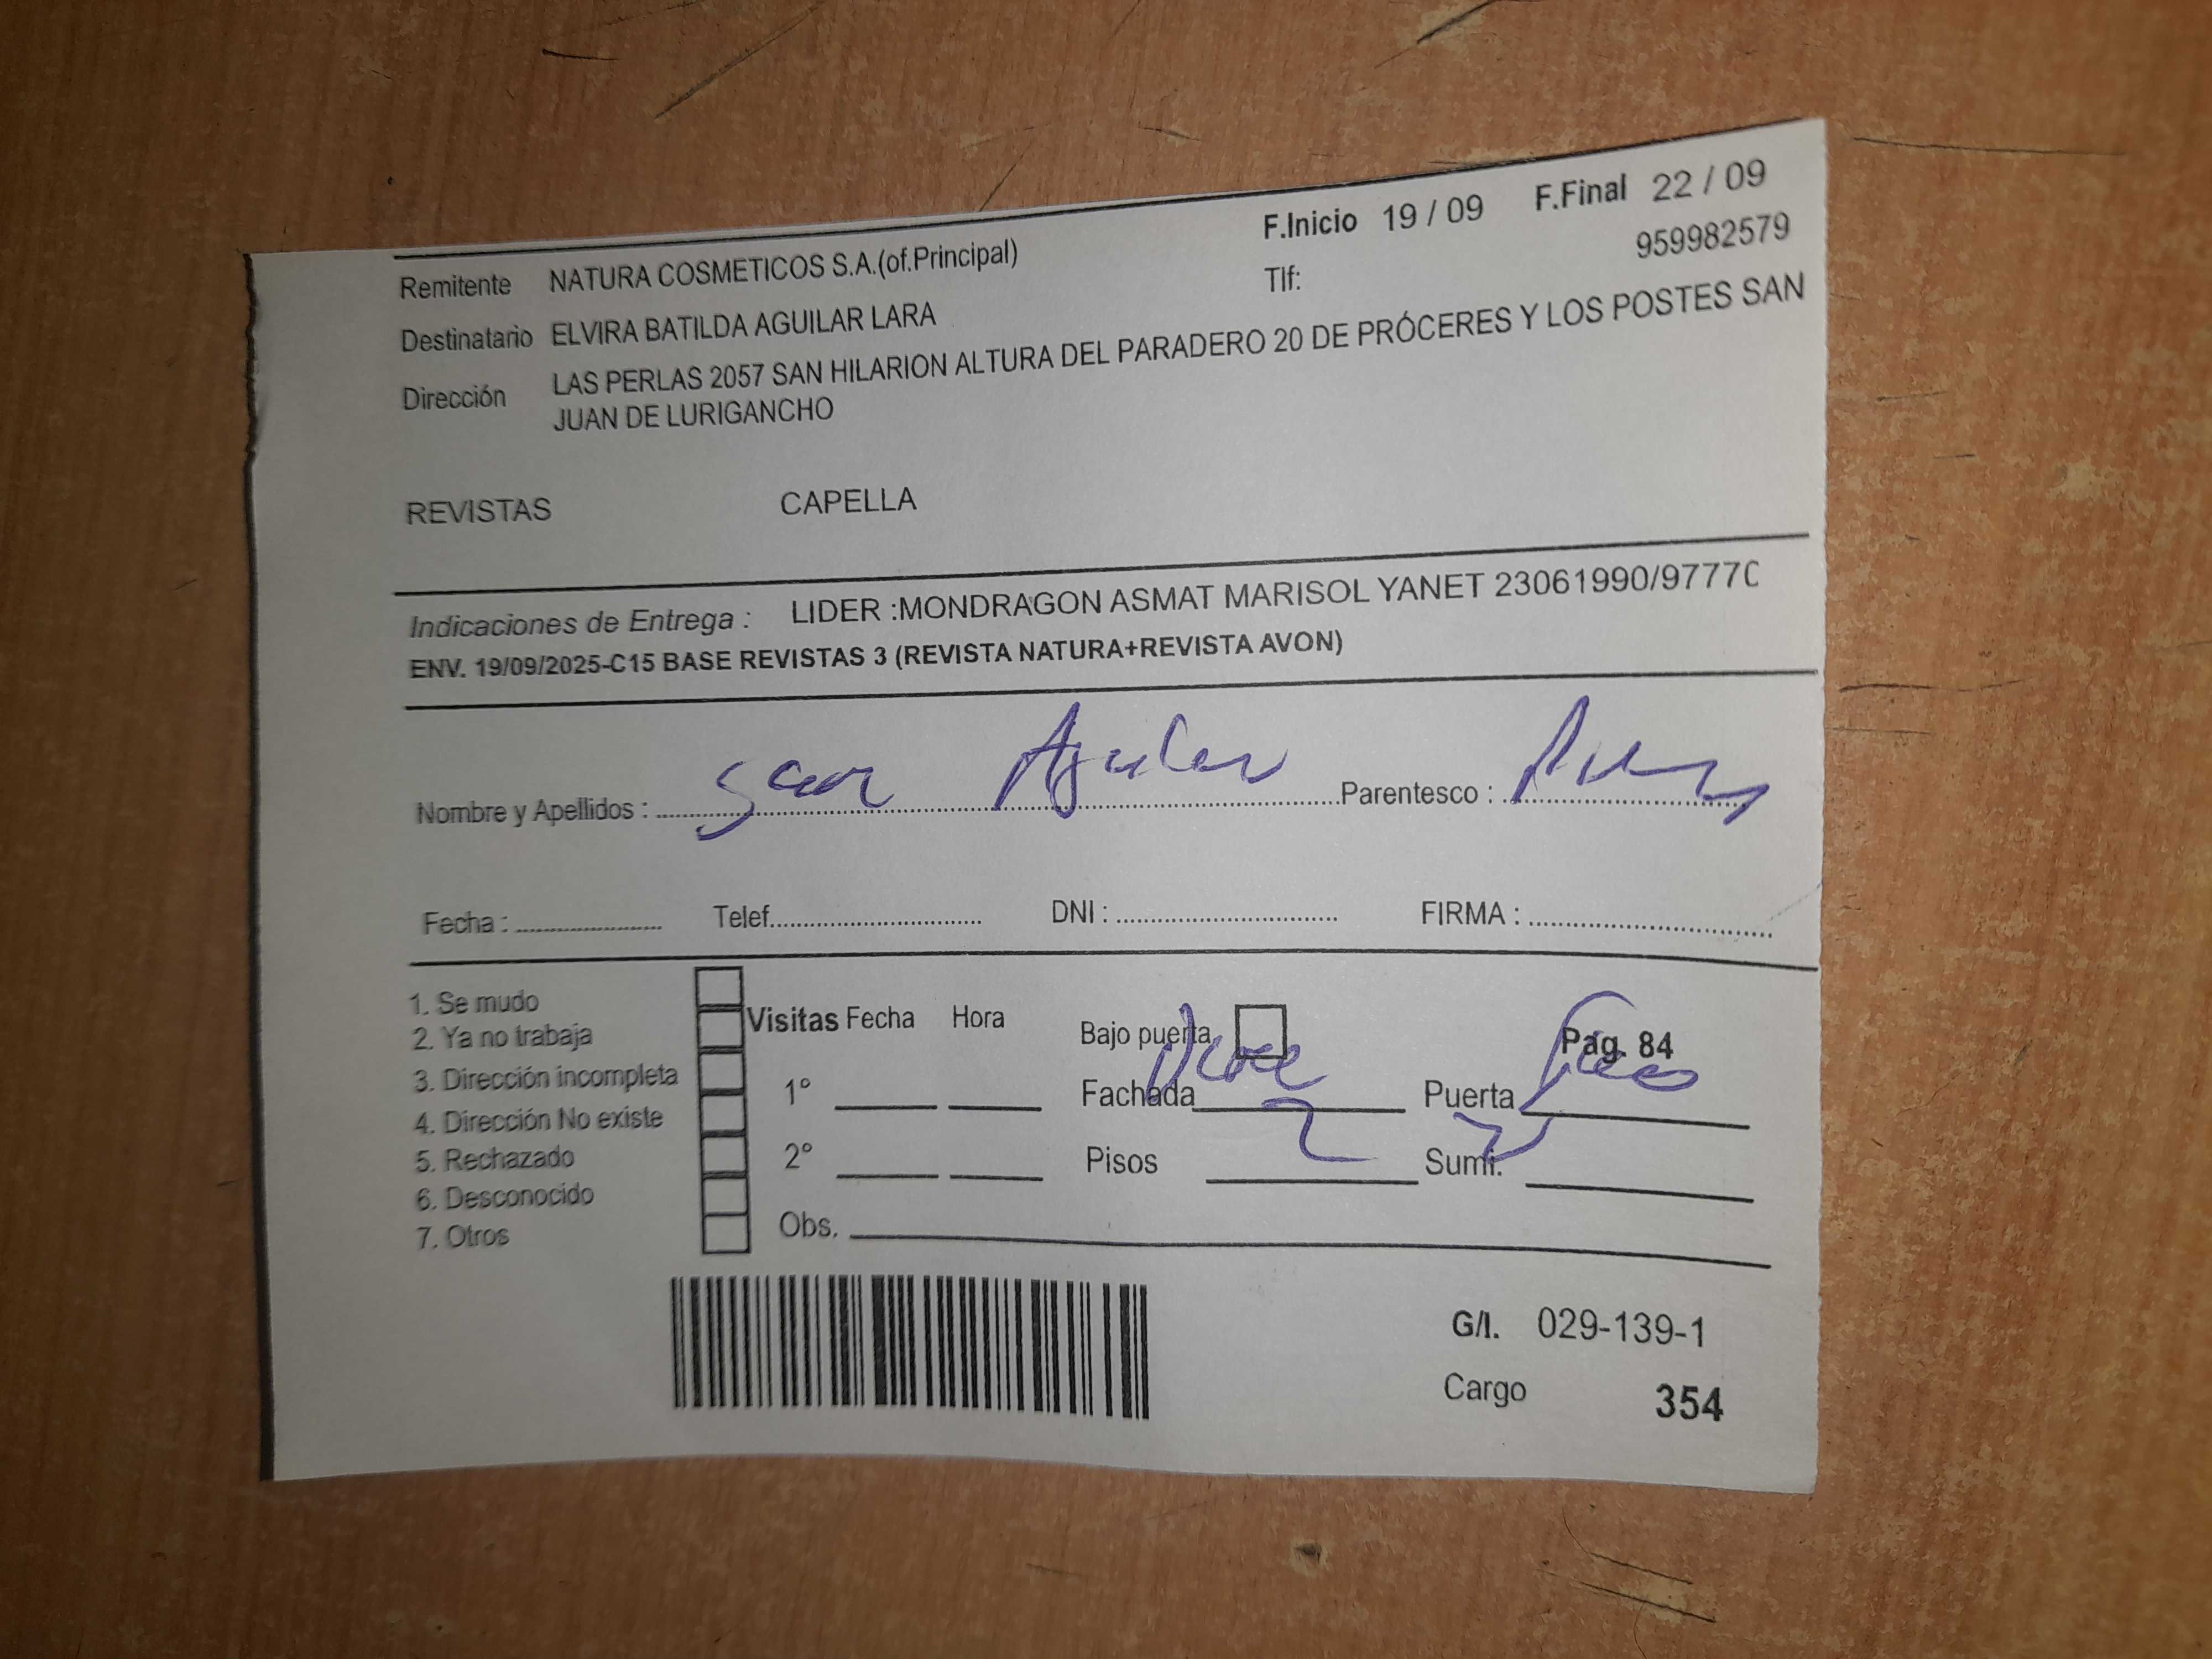 F.Inicio 19 / 09 F.Final 22 / 09
Remitente NATURA COSMETICOS S.A.(of.Principal) Tlf: 959982579
Destinatario ELVIRA BATILDA AGUILAR LARA
Dirección LAS PERLAS 2057 SAN HILARION ALTURA DEL PARADERO 20 DE PRÓCERES Y LOS POSTES SAN
JUAN DE LURIGANCHO
REVISTAS CAPELLA
Indicaciones de Entrega : LIDER :MONDRAGON ASMAT MARISOL YANET 23061990/9777C
ENV. 19/09/2025-C15 BASE REVISTAS 3 (REVISTA NATURA+REVISTA AVON)
Nombre y Apellidos : Aguilar Parentesco :
Fecha : Telef. DNI : FIRMA :
1. Se mudo
2. Ya no trabaja
3. Dirección incompleta
4. Dirección No existe
5. Rechazado
6. Desconocido
7. Otros
Visitas Fecha Hora
1°
2°
Obs.
Bajo puerta Pag. 84
Fachada Puerta
Pisos 2 Sumi.
G/I. 029-139-1
Cargo 354